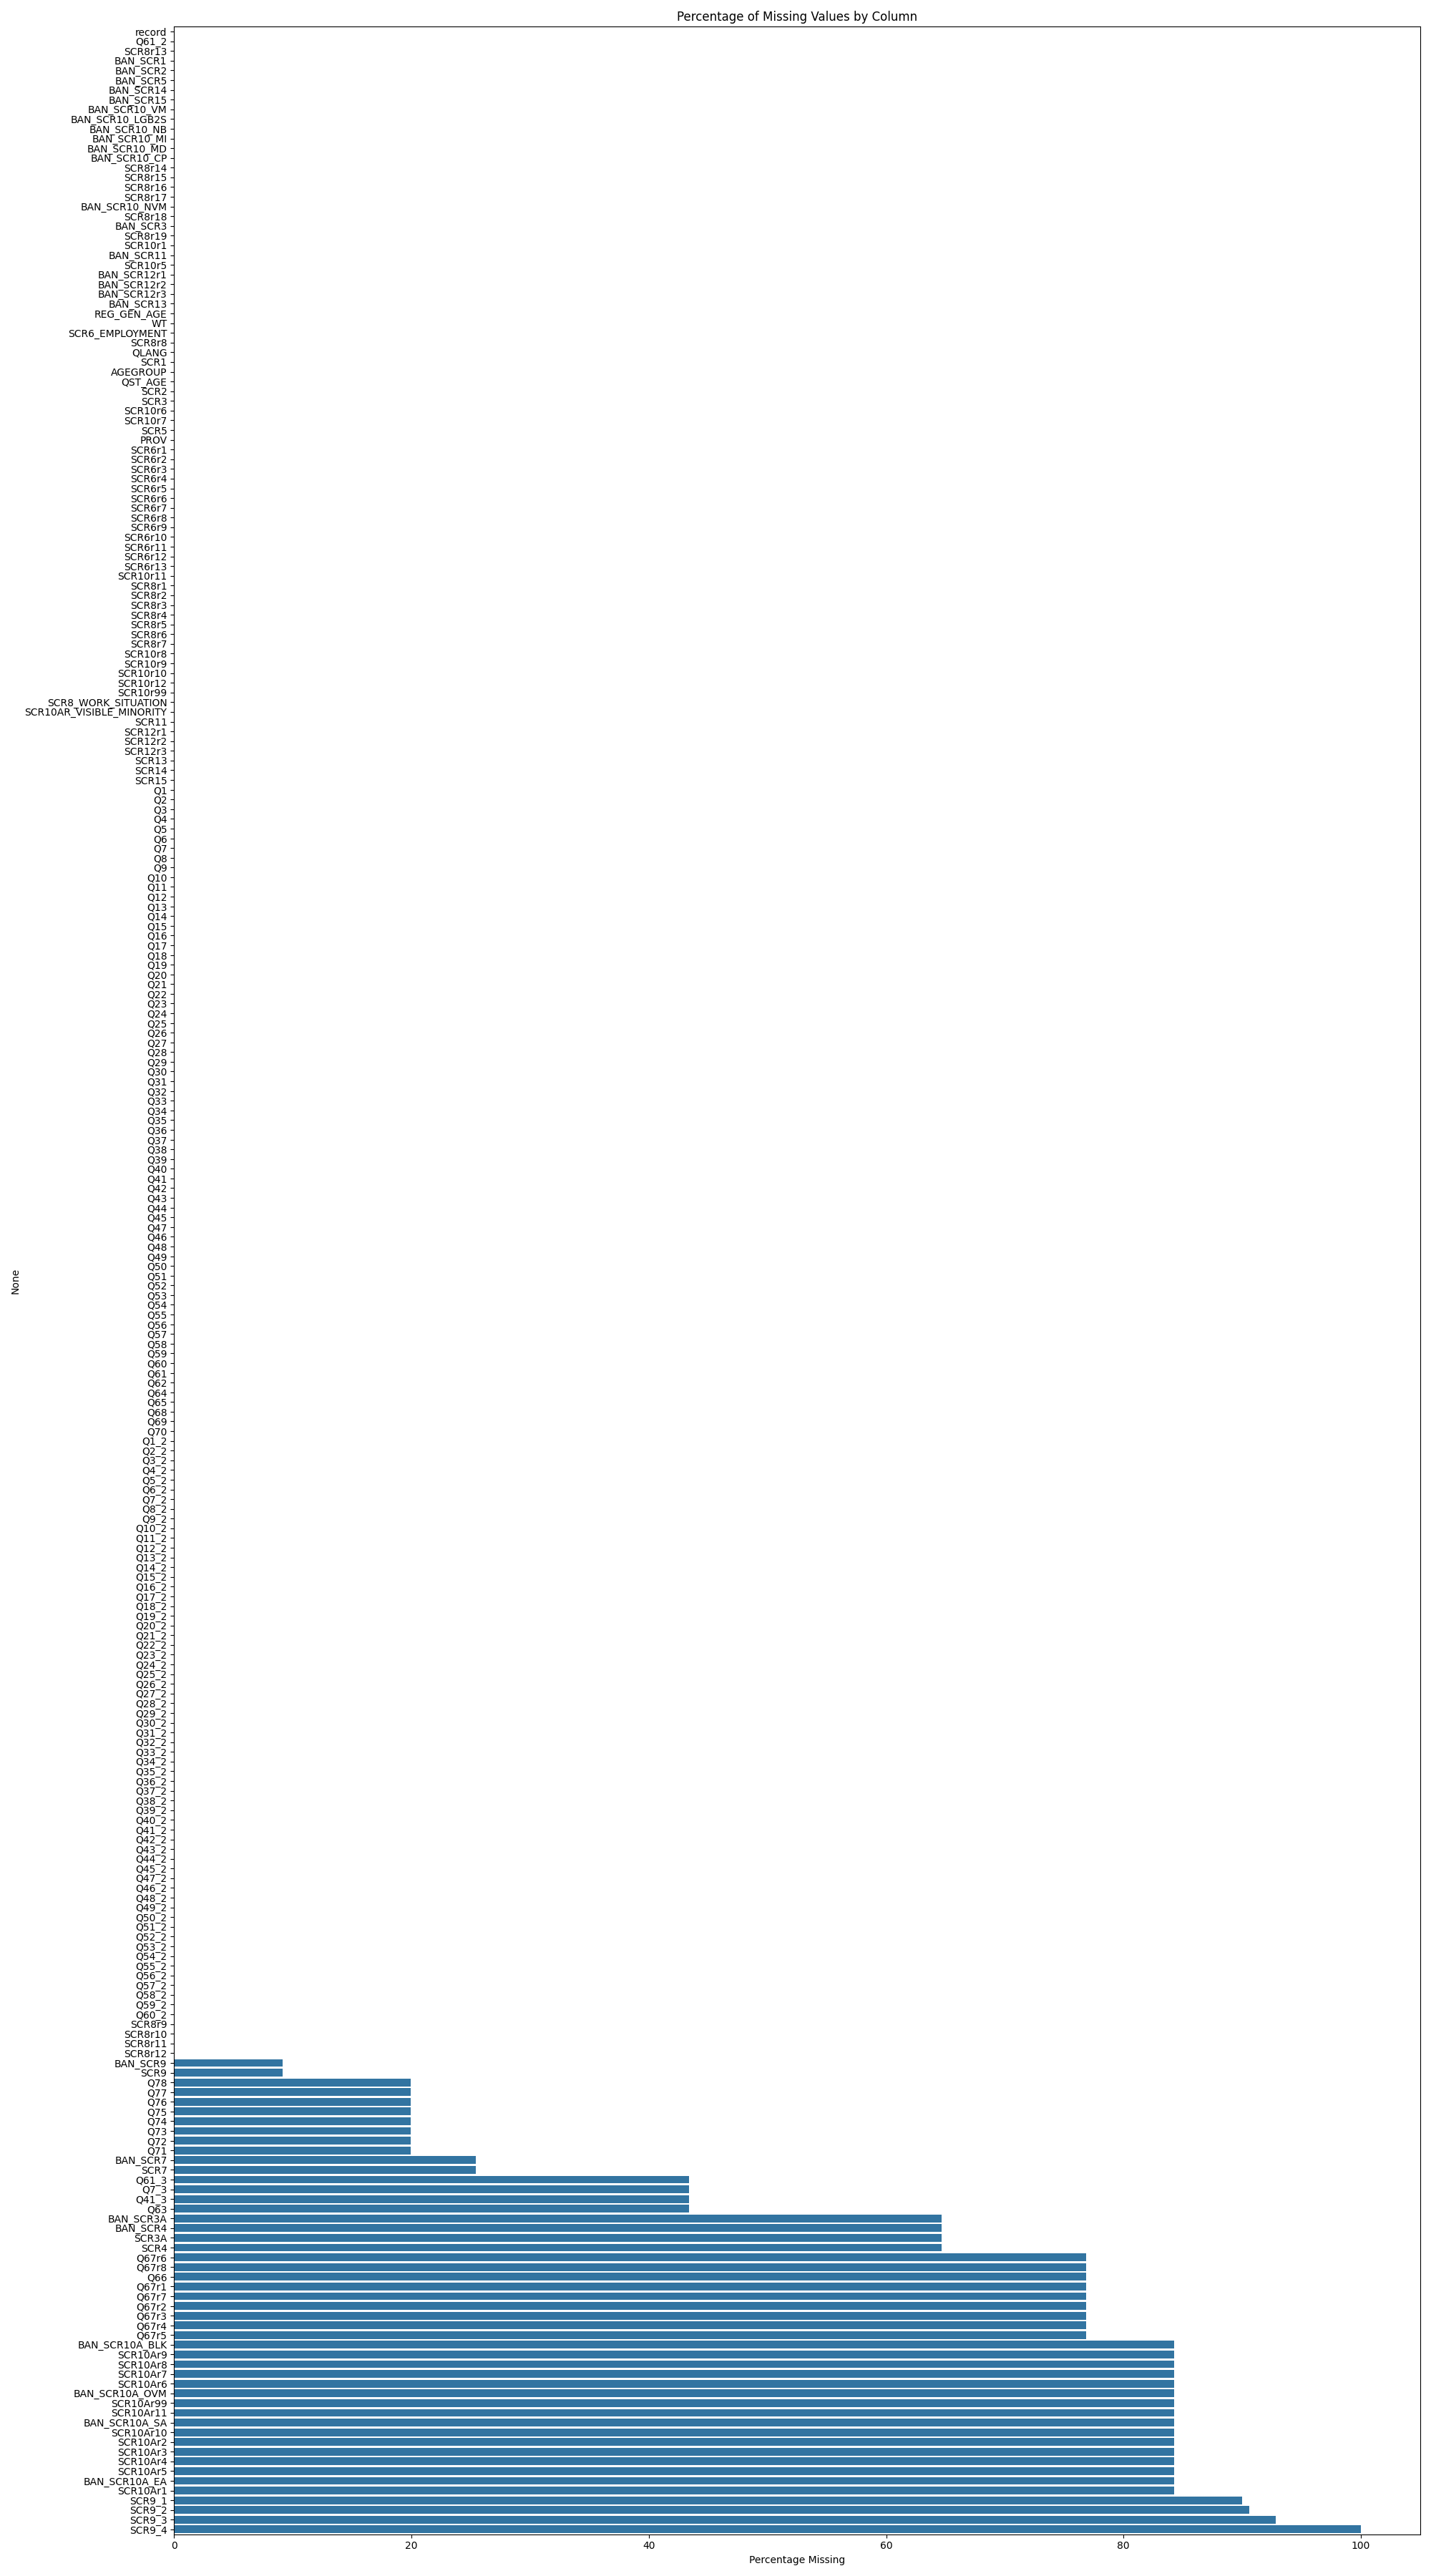 Percentage of Missing Values by Column
record
Q61_2
SCR8r13
BAN_SCR1
BAN_SCR2
BAN_SCR5
BAN_SCR14
BAN_SCR15
BAN_SCR10_VM
BAN_SCR10_LGB2S
BAN_SCR10_NB
BAN_SCR10_MI
BAN_SCR10_MD
BAN_SCR10_CP
SCR8r14
SCR8r15
SCR8r16
SCR8r17
BAN_SCR10_NVM
SCR8r18
BAN_SCR3
SCR8r19
SCR10r1
BAN_SCR11
SCR10r5
BAN_SCR12r1
BAN_SCR12r2
BAN_SCR12r3
BAN_SCR13
REG_GEN_AGE
WT
SCR6_EMPLOYMENT
SCR8r8
QLANG
SCR1
AGEGROUP
QST_AGE
SCR2
SCR3
SCR10r6
SCR10r7
SCR5
PROV
SCR6r1
SCR6r2
SCR6r3
SCR6r4
SCR6r5
SCR6r6
SCR6r7
SCR6r8
SCR6r9
SCR6r10
SCR6r11
SCR6r12
SCR6r13
SCR10r11
SCR8r1
SCR8r2
SCR8r3
SCR8r4
SCR8r5
SCR8r6
SCR8r7
SCR10r8
SCR10r9
SCR10r10
SCR10r12
SCR10r99
SCR8_WORK_SITUATION
SCR10AR_VISIBLE_MINORITY
SCR11
SCR12r1
SCR12r2
SCR12r3
SCR13
SCR14
SCR15
Q1
Q2
Q3
Q4
Q5
Q6
Q7
Q8
Q9
Q10
Q11
Q12
Q13
Q14
Q15
Q16
Q17
Q18
Q19
Q20
Q21
Q22
Q23
Q24
Q25
Q26
Q27
Q28
Q29
Q30
Q31
Q32
Q33
Q34
Q35
Q36
Q37
Q38
Q39
Q40
Q41
Q42
Q43
Q44
Q45
Q47
Q46
Q48
Q49
Q50
Q51
Q52
Q53
Q54
Q55
Q56
Q57
Q58
Q59
Q60
Q61
Q62
Q64
Q65
Q68
Q69
Q70
Q1_2
Q2_2
Q3_2
Q4_2
Q5_2
Q6_2
Q7_2
Q8_2
Q9_2
Q10_2
Q11_2
Q12_2
Q13_2
Q14_2
Q15_2
Q16_2
Q17_2
Q18_2
Q19_2
Q20_2
Q21_2
Q22_2
Q23_2
Q24_2
Q25_2
Q26_2
Q27_2
Q28_2
Q29_2
Q30_2
Q31_2
Q32_2
Q33_2
Q34_2
Q35_2
Q36_2
Q37_2
Q38_2
Q39_2
Q40_2
Q41_2
Q42_2
Q43_2
Q44_2
Q45_2
Q47_2
Q46_2
Q48_2
Q49_2
Q50_2
Q51_2
Q52_2
Q53_2
Q54_2
Q55_2
Q56_2
Q57_2
Q58_2
Q59_2
Q60_2
SCR8r9
SCR8r10
SCR8r11
SCR8r12
BAN_SCR9
SCR9
Q78
Q77
Q76
Q75
Q74
Q73
Q72
Q71
BAN_SCR7
SCR7
Q61_3
Q7_3
Q41_3
Q63
BAN_SCR3A
BAN_SCR4
SCR3A
SCR4
Q67r6
Q67r8
Q66
Q67r1
Q67r7
Q67r2
Q67r3
Q67r4
Q67r5
BAN_SCR10A_BLK
SCR10Ar9
SCR10Ar8
SCR10Ar7
SCR10Ar6
BAN_SCR10A_OVM
SCR10Ar99
SCR10Ar11
BAN_SCR10A_SA
SCR10Ar10
SCR10Ar2
SCR10Ar3
SCR10Ar4
SCR10Ar5
BAN_SCR10A_EA
SCR10Ar1
SCR9_1
SCR9_2
SCR9_3
SCR9_4
None
0 20 40 60 80 100
Percentage Missing